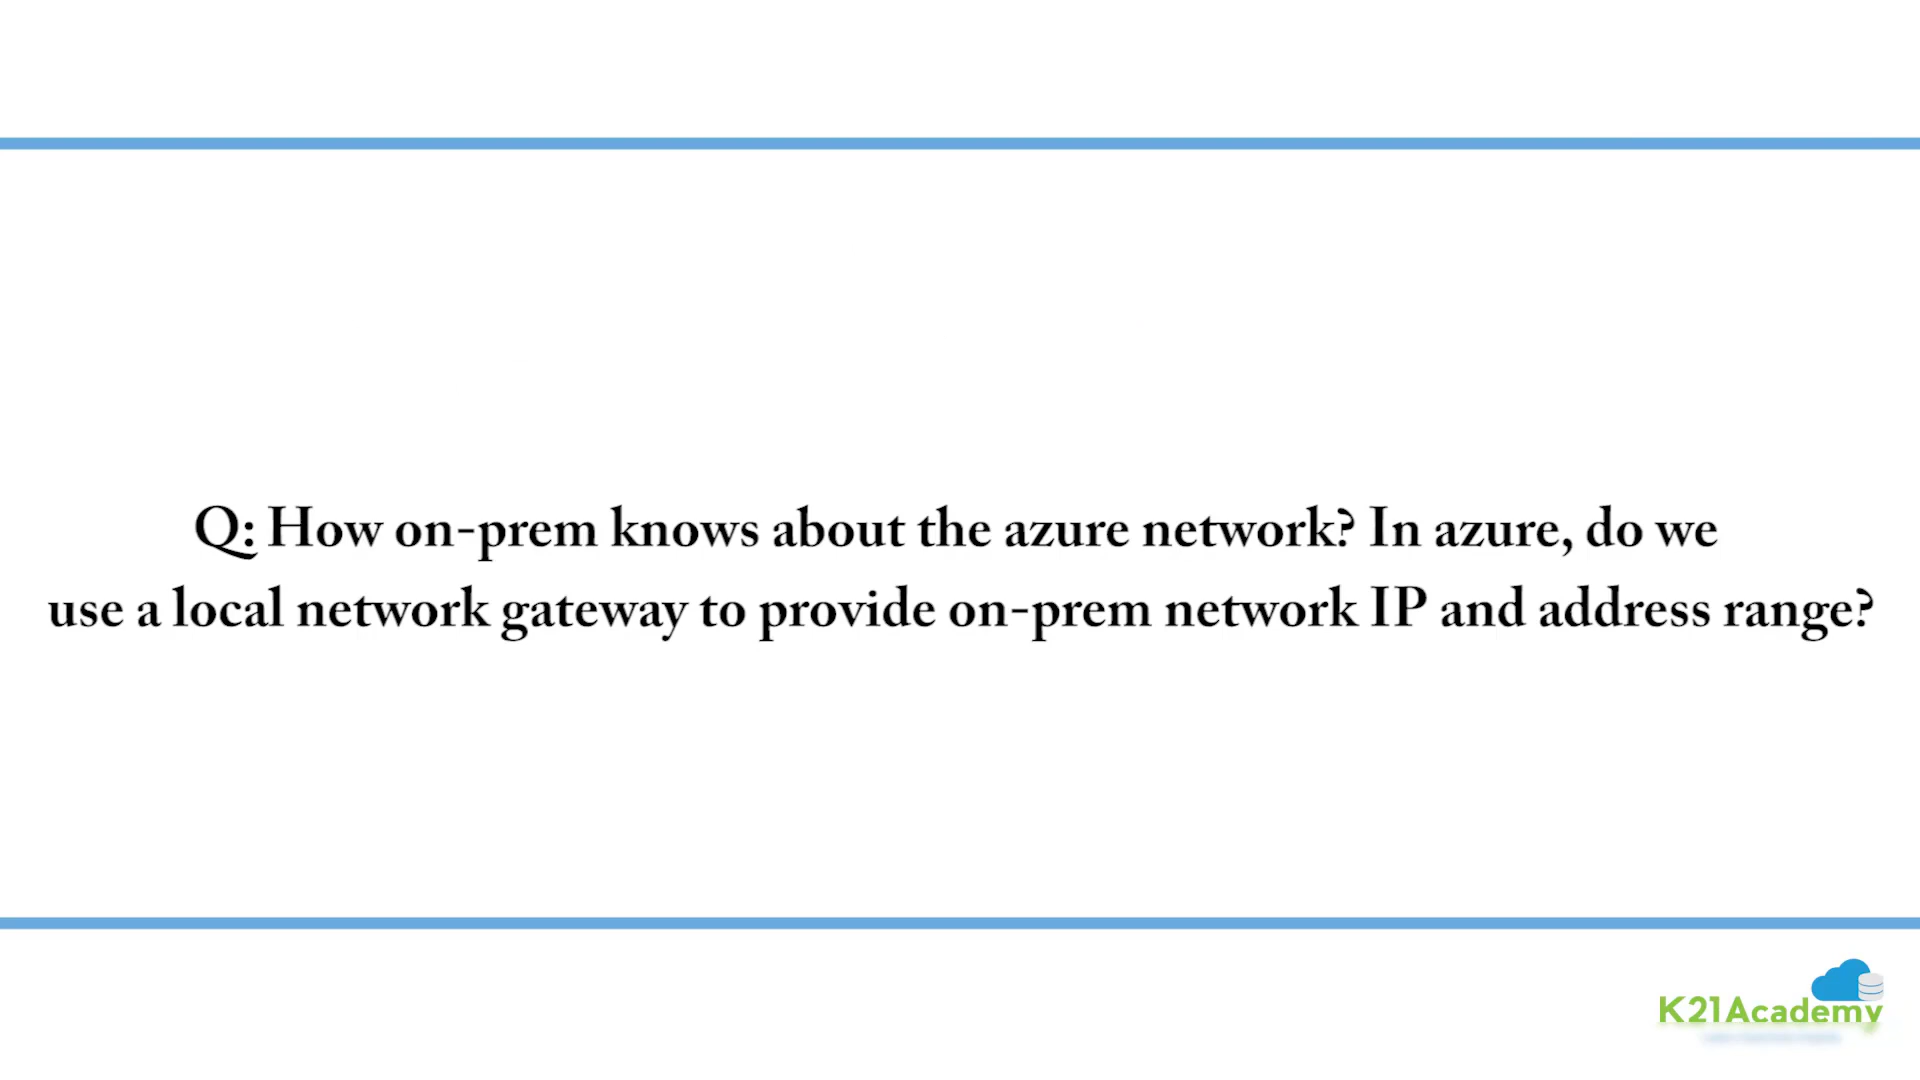 Q: How on-prem knows about the azure network? In azure, do we
use a local network gateway to provide on-prem network IP and address range?
K21Academy